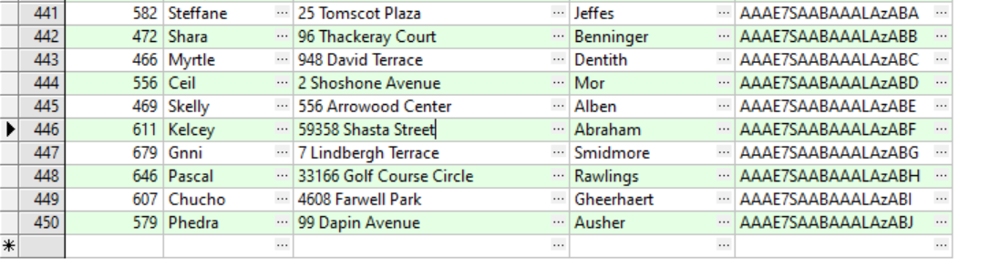 441 582 Steffane ... 25 Tomscot Plaza ... Jeffes ... AAAE7SAABAAALAzABA ...
442 472 Shara ... 96 Thackeray Court ... Benninger ... AAAE7SAABAAALAzABB ...
443 466 Myrtle ... 948 David Terrace ... Dentith ... AAAE7SAABAAALAzABC ...
444 556 Ceil ... 2 Shoshone Avenue ... Mor ... AAAE7SAABAAALAzABD ...
445 469 Skelly ... 556 Arrowood Center ... Alben ... AAAE7SAABAAALAzABE ...
446 611 Kelcey ... 59358 Shasta Street ... Abraham ... AAAE7SAABAAALAzABF ...
447 679 Gnni ... 7 Lindbergh Terrace ... Smidmore ... AAAE7SAABAAALAzABG ...
448 646 Pascal ... 33166 Golf Course Circle ... Rawlings ... AAAE7SAABAAALAzABH ...
449 607 Chucho ... 4608 Farwell Park ... Gheerhaert ... AAAE7SAABAAALAzABI ...
450 579 Phedra ... 99 Dapin Avenue ... Ausher ... AAAE7SAABAAALAzABJ ...
* ... ... ... ...